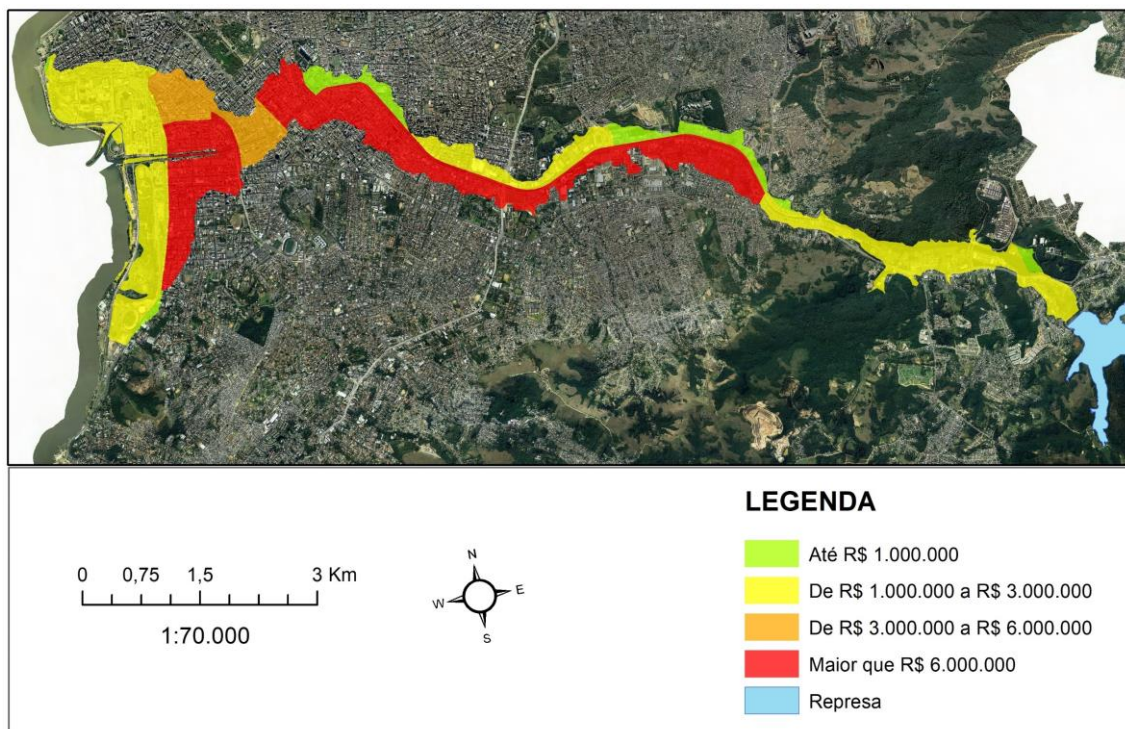 LEGENDA
Até R$ 1.000.000
De R$ 1.000.000 a R$ 3.000.000
De R$ 3.000.000 a R$ 6.000.000
Maior que R$ 6.000.000
Represa
0 0,75 1,5 3 Km
1:70.000
N
W E
S